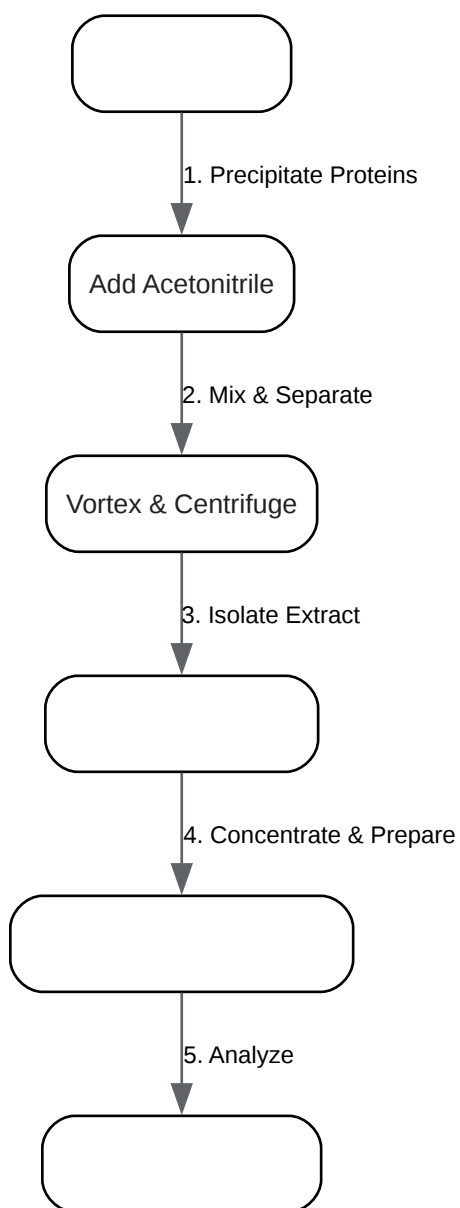 1. Precipitate Proteins
Add Acetonitrile
2. Mix & Separate
Vortex & Centrifuge
3. Isolate Extract
4. Concentrate & Prepare
5. Analyze